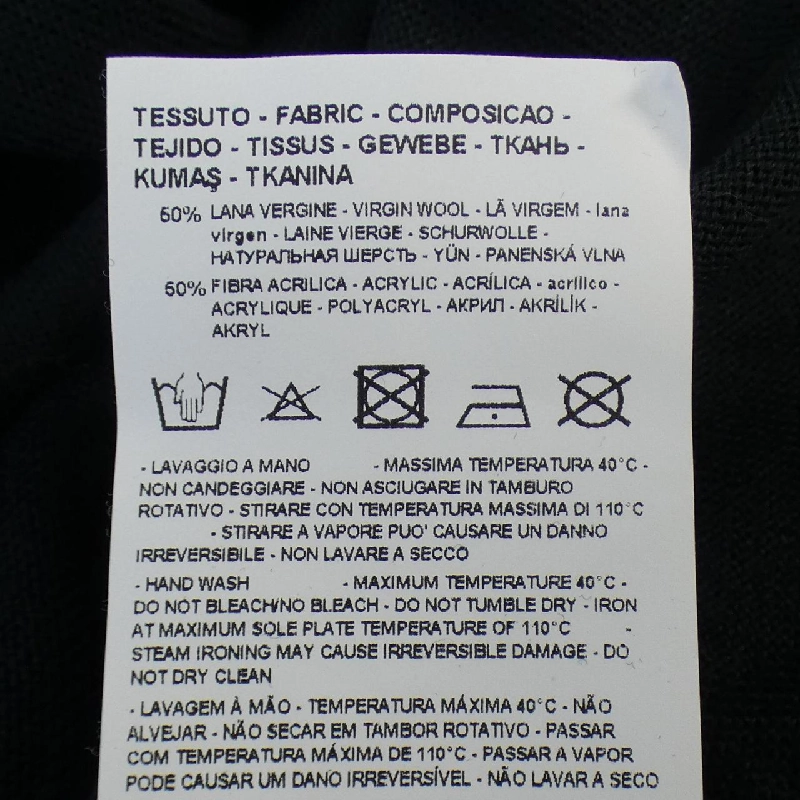 TESSUTO - FABRIC - COMPOSICAO -
TEJIDO - TISSUS - GEWEBE - ТКАНЬ -
KUMAŞ - TKANINA
50% LANA VERGINE - VIRGIN WOOL - LÃ VIRGEM - lana
virgen - LAINE VIERGE - SCHURWOLLE -
НАТУРАЛЬНАЯ ШЕРСТЬ - YÜN - PANENSKÁ VLNA
50% FIBRA ACRILICA - ACRYLIC - ACRÍLICA - acrílico -
ACRYLIQUE - POLYACRYL - АКРИЛ - AKRİLİK -
AKRYL
- LAVAGGIO A MANO - MASSIMA TEMPERATURA 40°C -
NON CANDEGGIARE - NON ASCIUGARE IN TAMBURO
ROTATIVO - STIRARE CON TEMPERATURA MASSIMA DI 110°C
- STIRARE A VAPORE PUO' CAUSARE UN DANNO
IRREVERSIBILE - NON LAVARE A SECCO
- HAND WASH - MAXIMUM TEMPERATURE 40°C -
DO NOT BLEACH/NO BLEACH - DO NOT TUMBLE DRY - IRON
AT MAXIMUM SOLE PLATE TEMPERATURE OF 110°C -
STEAM IRONING MAY CAUSE IRREVERSIBLE DAMAGE - DO
NOT DRY CLEAN
- LAVAGEM À MÃO - TEMPERATURA MÁXIMA 40°C - NÃO
ALVEJAR - NÃO SECAR EM TAMBOR ROTATIVO - PASSAR
COM TEMPERATURA MÁXIMA DE 110°C - PASSAR A VAPOR
PODE CAUSAR UM DANO IRREVERSÍVEL - NÃO LAVAR A SECO